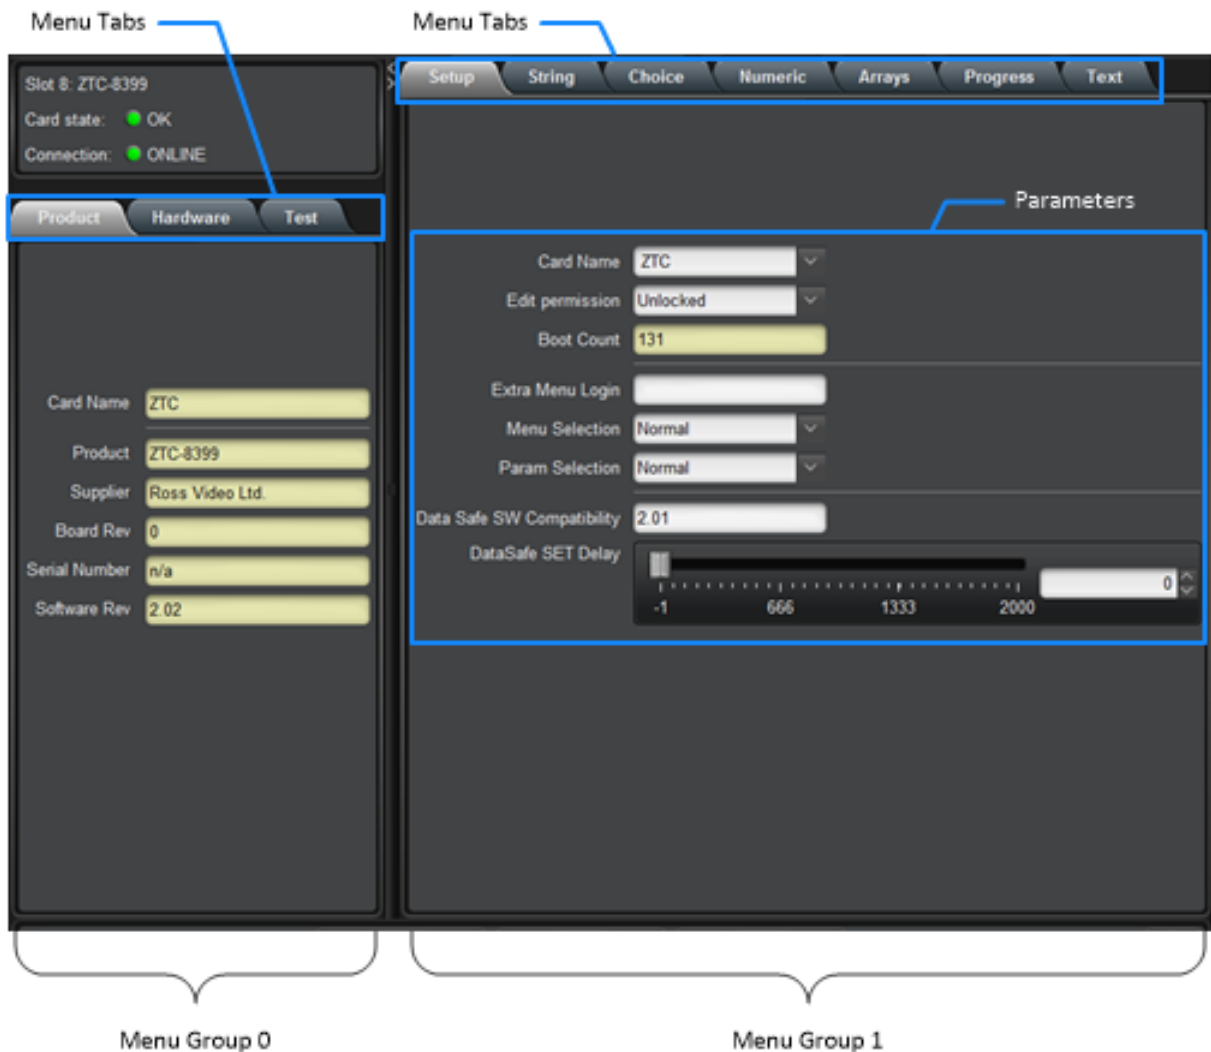 Menu Tabs
Menu Tabs
Slot 8: ZTC-8399
Card state: OK
Connection: ONLINE
Product Hardware Test
Card Name ZTC
Product ZTC-8399
Supplier Ross Video Ltd.
Board Rev 0
Serial Number n/a
Software Rev 2.02
Setup String Choice Numeric Arrays Progress Text
Parameters
Card Name ZTC
Edit permission Unlocked
Boot Count 131
Extra Menu Login
Menu Selection Normal
Param Selection Normal
Data Safe SW Compatibility 2.01
DataSafe SET Delay
0
-1 666 1333 2000
Menu Group 0
Menu Group 1